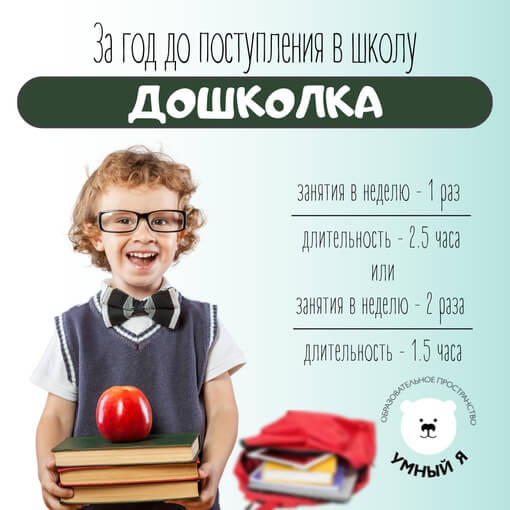 За год до поступления в школу
ДОШКОЛКА
занятия в неделю - 1 раз
длительность - 2.5 часа
или
занятия в неделю - 2 раза
длительность - 1.5 часа
ОБРАЗОВАТЕЛЬНОЕ ПРОСТРАНСТВО
УМНЫЙ Я